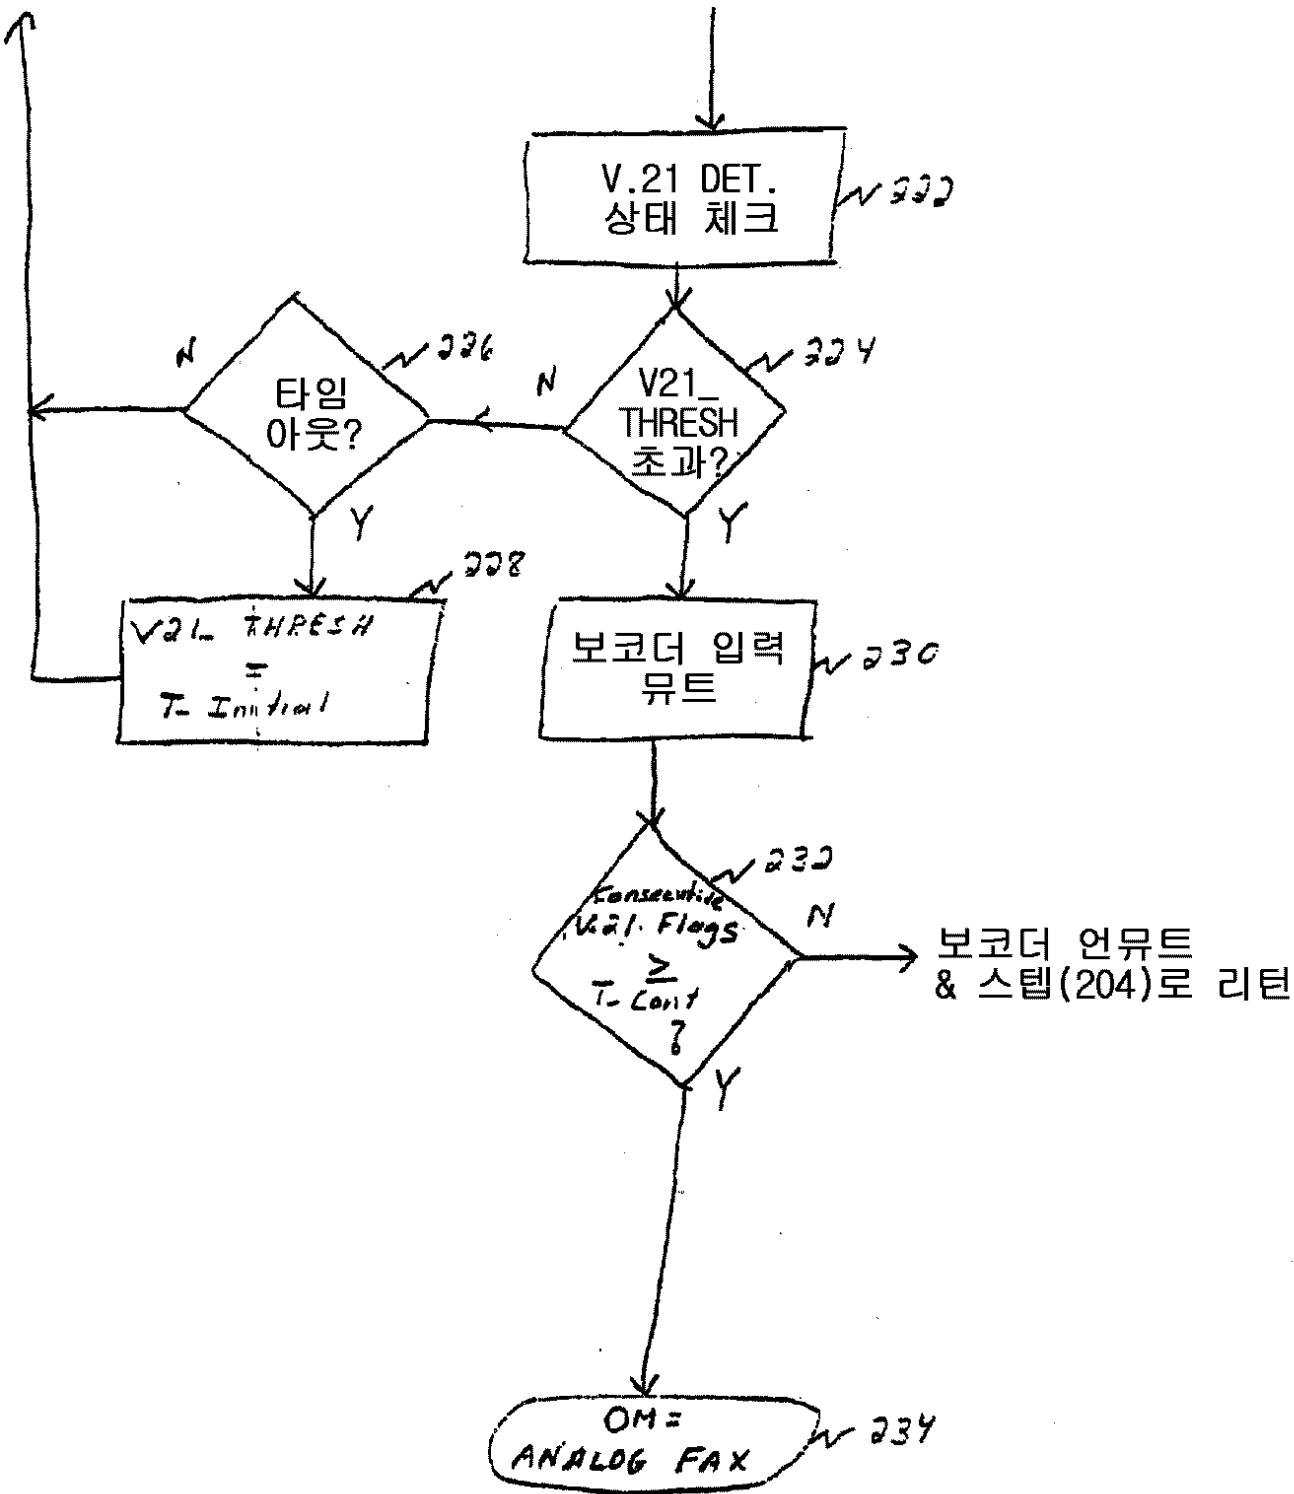 V.21 DET.
상태 체크
222
N
226
타임
아웃?
Y
N
224
V21_
THRESH
초과?
Y
228
V21_ THRESH
=
T_ Initial
보코더 입력
뮤트
230
232
Consecutive
V.21 Flags
≥
T_ Cont
?
N
보코더 언뮤트
& 스텝(204)로 리턴
Y
OM =
ANALOG FAX
234